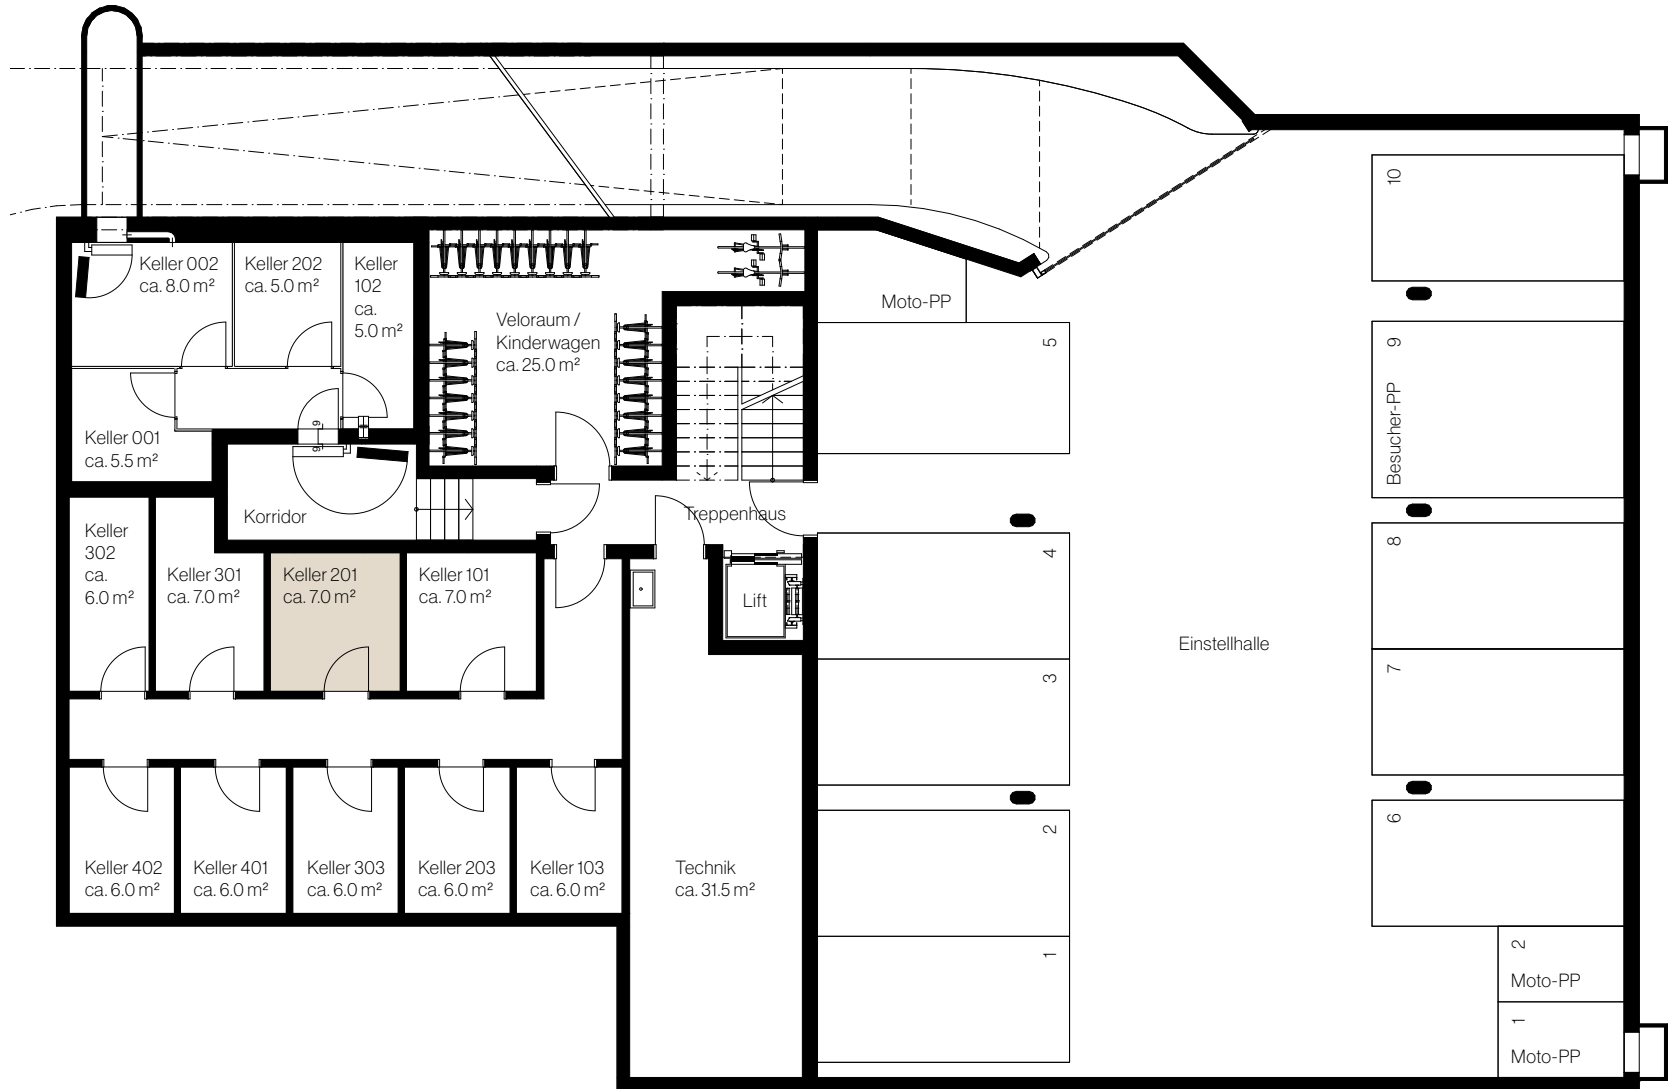 Keller 002
ca. 8.0 m²
Keller 202
ca. 5.0 m²
Keller
102
ca.
5.0 m²
Keller 001
ca. 5.5 m²
Veloraum /
Kinderwagen
ca. 25.0 m²
Moto-PP
5
10
9
Besucher-PP
9
9
Korridor
Treppenhaus
Keller
302
ca.
6.0 m²
Keller 301
ca. 7.0 m²
Keller 201
ca. 7.0 m²
Keller 101
ca. 7.0 m²
Lift
4
8
Einstellhalle
3
7
2
6
Keller 402
ca. 6.0 m²
Keller 401
ca. 6.0 m²
Keller 303
ca. 6.0 m²
Keller 203
ca. 6.0 m²
Keller 103
ca. 6.0 m²
Technik
ca. 31.5 m²
1
2
Moto-PP
1
Moto-PP